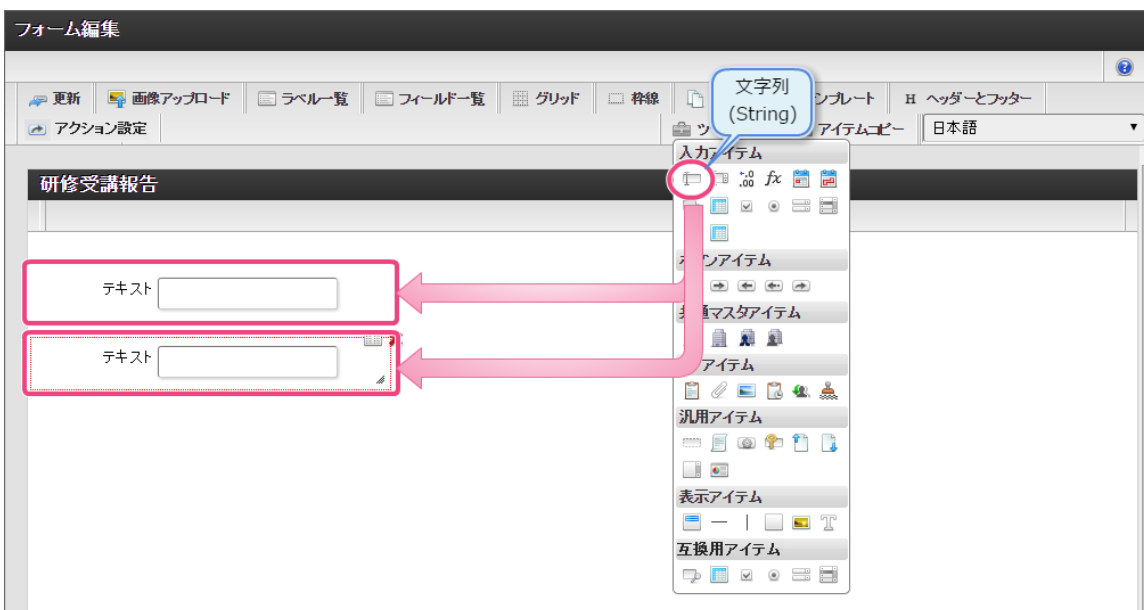 フォーム編集
更新 画像アップロード ラベル一覧 フィールド一覧 グリッド 枠線 ンプレート H ヘッダーとフッター
文字列
(String)
アクション設定 ツ アイテムコピー 日本語
入力アイテム
fx
研修受講報告
アイテム
マスタアイテム
テキスト
テキスト
アイテム
汎用アイテム
表示アイテム
T
互換用アイテム